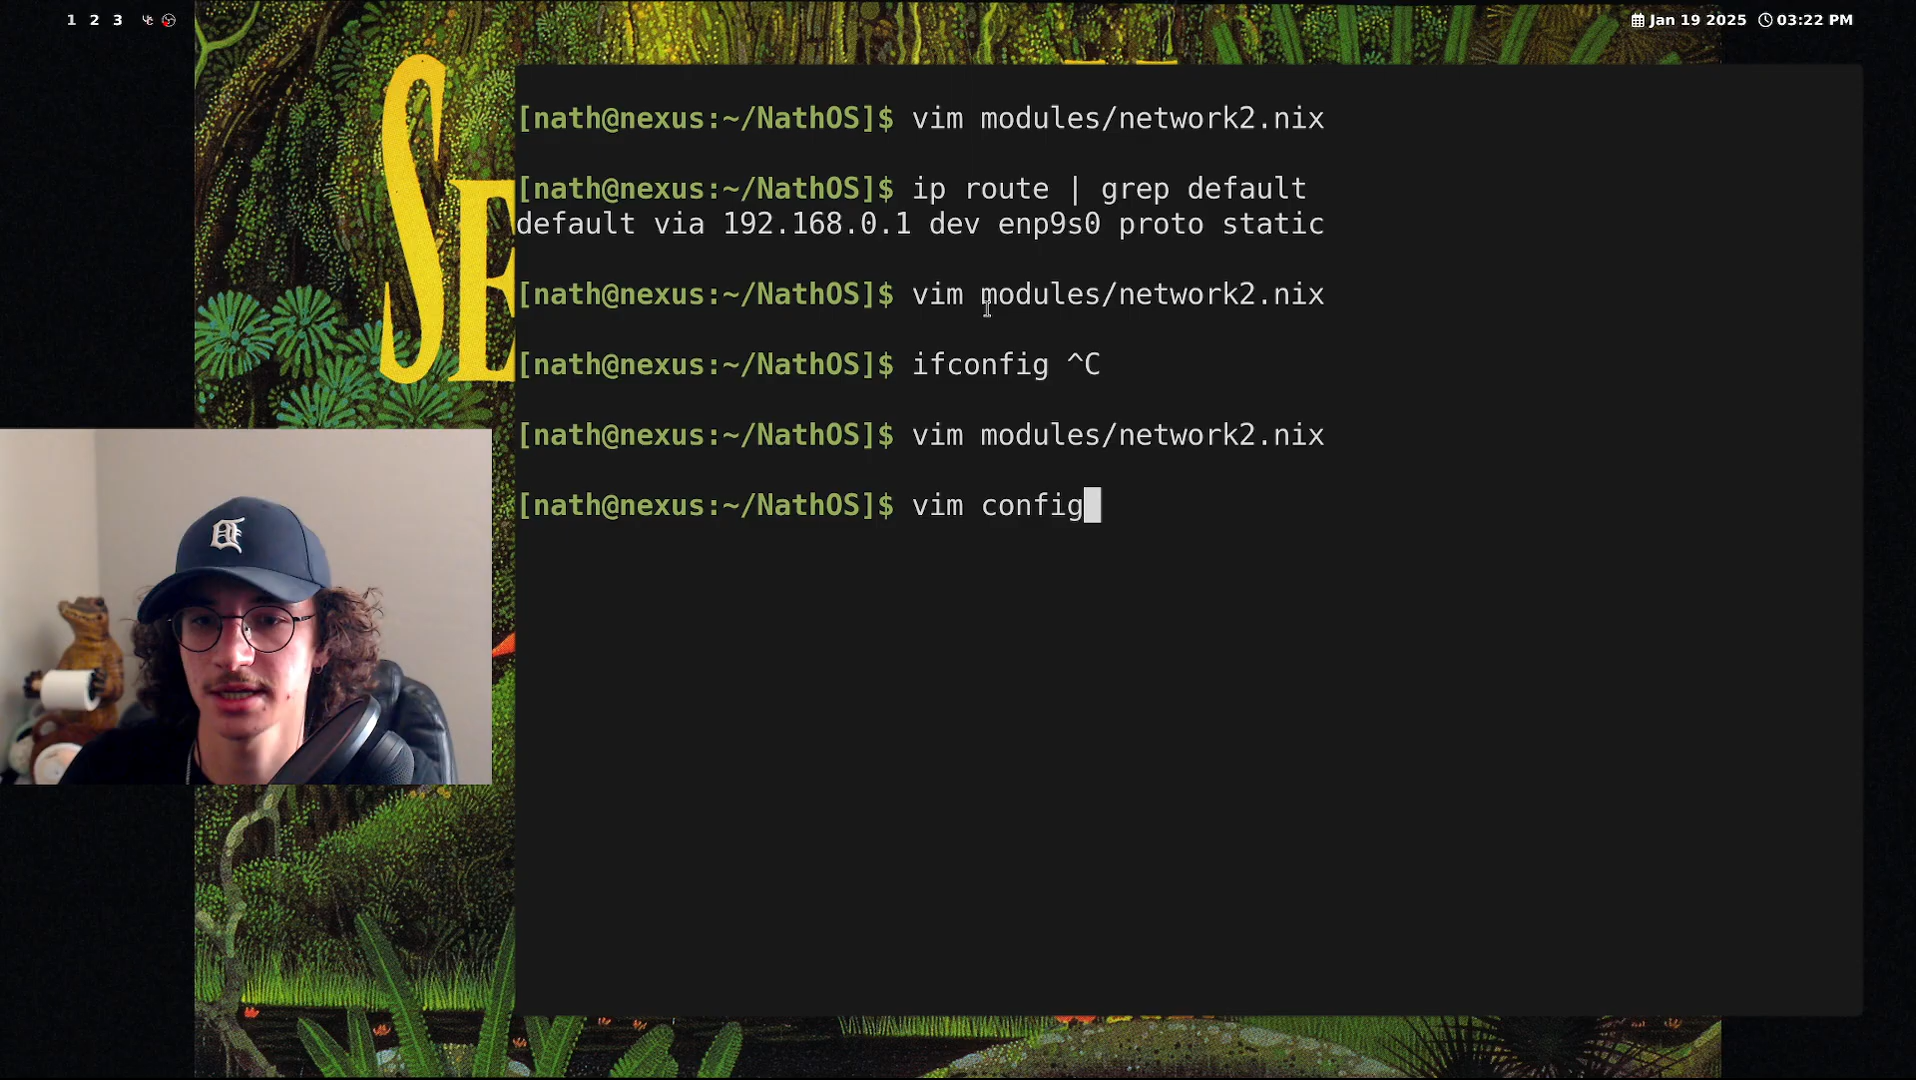 1 2 3
Jan 19 2025 03:22 PM
SE
[nath@nexus:~/NathOS]$ vim modules/network2.nix
[nath@nexus:~/NathOS]$ ip route | grep default
default via 192.168.0.1 dev enp9s0 proto static
[nath@nexus:~/NathOS]$ vim modules/network2.nix
[nath@nexus:~/NathOS]$ ifconfig ^C
[nath@nexus:~/NathOS]$ vim modules/network2.nix
[nath@nexus:~/NathOS]$ vim config